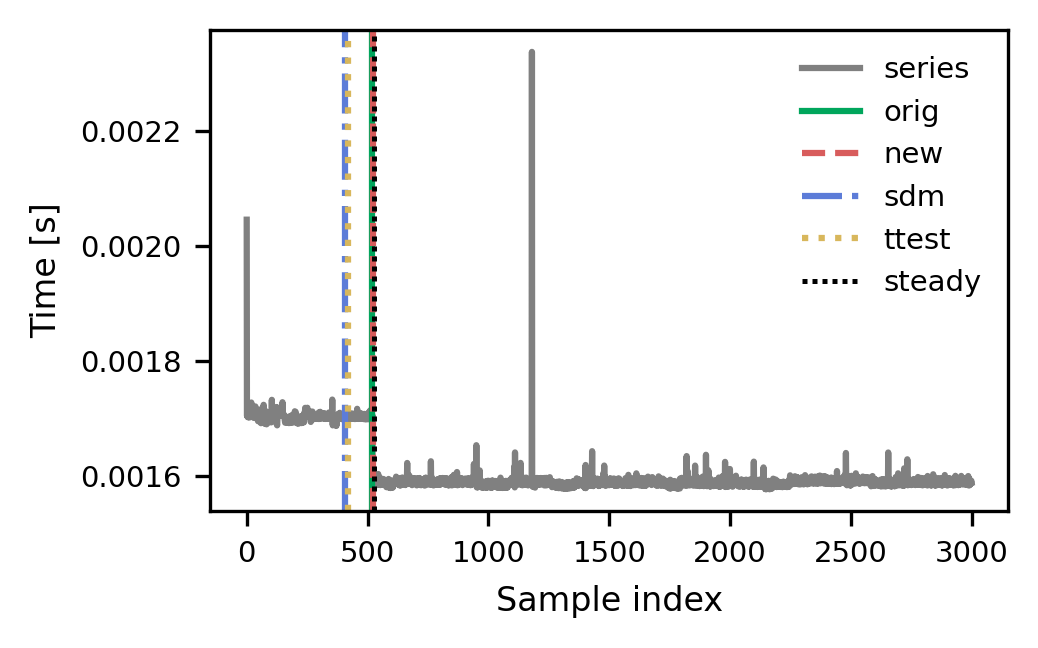 series
orig
new
sdm
ttest
steady
Time [s]
0.0022
0.0020
0.0018
0.0016
0 500 1000 1500 2000 2500 3000
Sample index